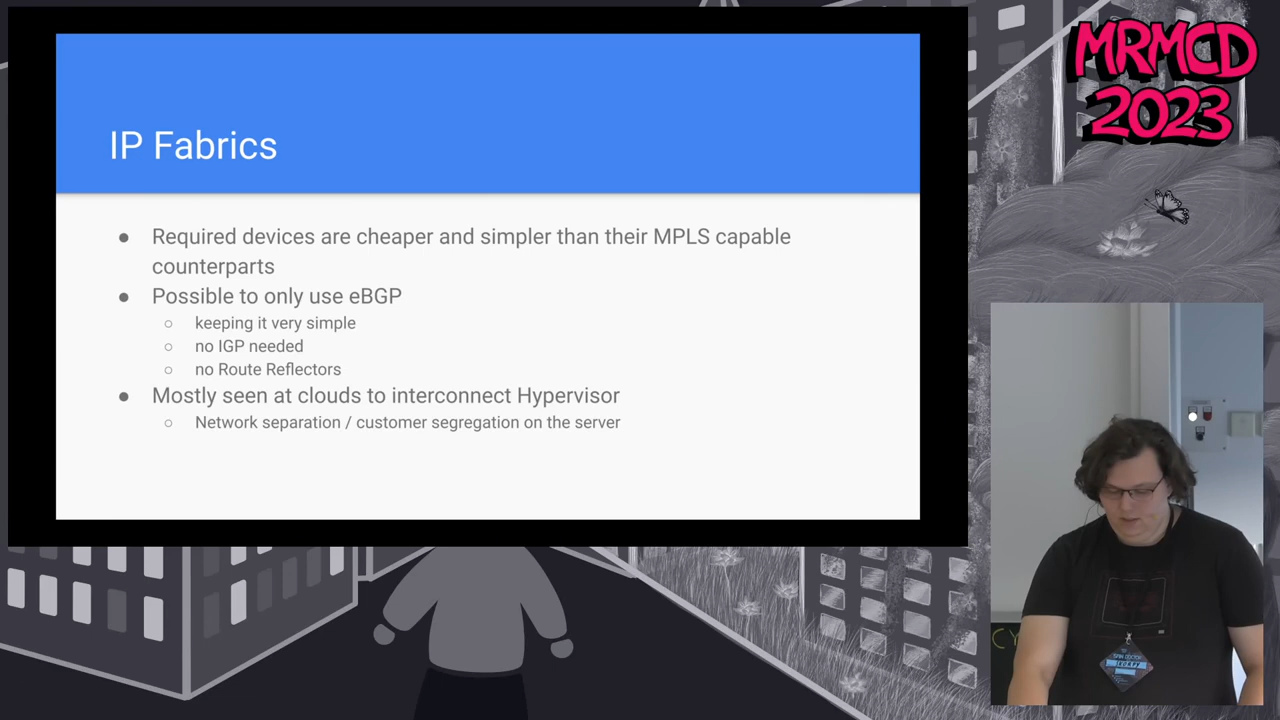 MRMCD
2023
IP Fabrics
● Required devices are cheaper and simpler than their MPLS capable
counterparts
● Possible to only use eBGP
○ keeping it very simple
○ no IGP needed
○ no Route Reflectors
● Mostly seen at clouds to interconnect Hypervisor
○ Network separation / customer segregation on the server